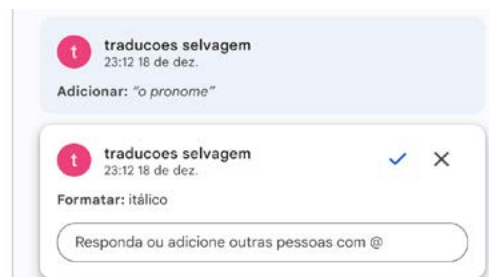 t
traducoes selvagem
23:12 18 de dez.
Adicionar: "o pronome"
t
traducoes selvagem
23:12 18 de dez.
Formatar: itálico
Responda ou adicione outras pessoas com @